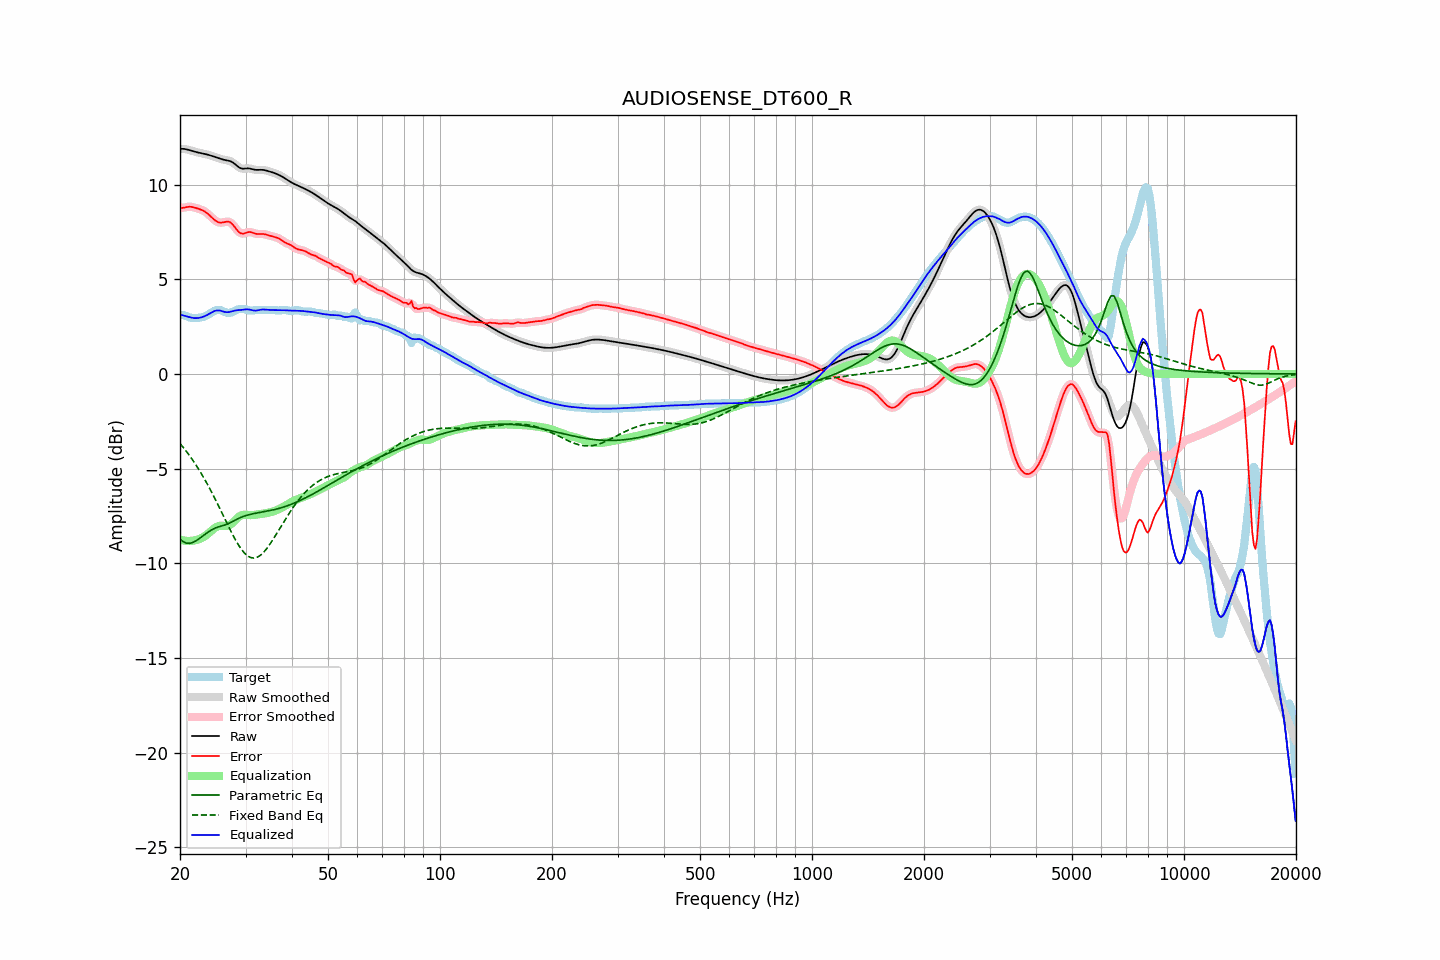 AUDIOSENSE_DT600_R
Amplitude (dBr)
10
5
0
−5
−10
−15
−20
−25
Target
Raw Smoothed
Error Smoothed
Raw
Error
Equalization
Parametric Eq
Fixed Band Eq
Equalized
20 50 100 200 500 1000 2000 5000 10000 20000
Frequency (Hz)